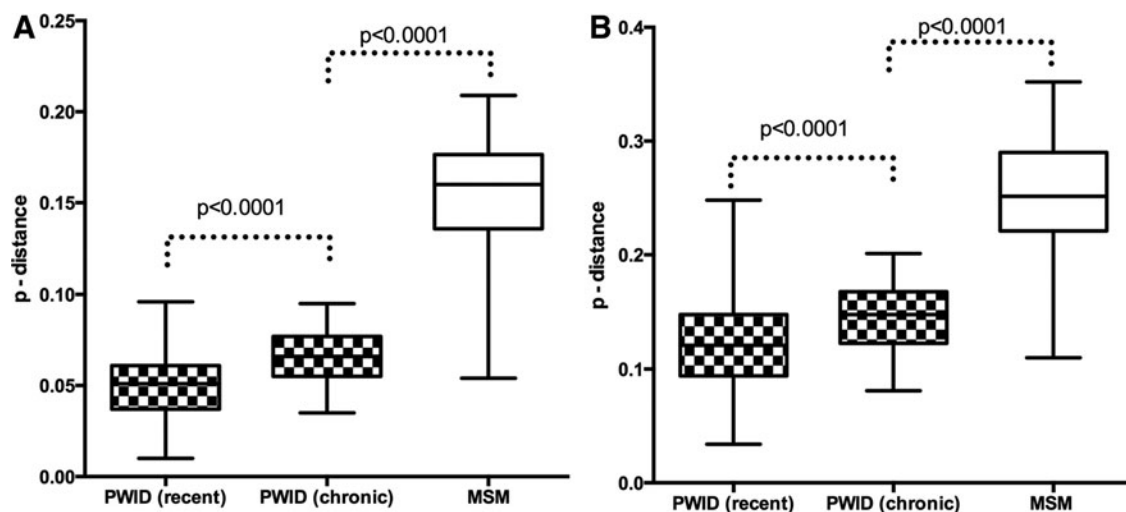 A
p - distance
0.25
0.20
0.15
0.10
0.05
0.00
p<0.0001
p<0.0001
PWID (recent) PWID (chronic) MSM
B
p - distance
0.4
0.3
0.2
0.1
0.0
p<0.0001
p<0.0001
PWID (recent) PWID (chronic) MSM